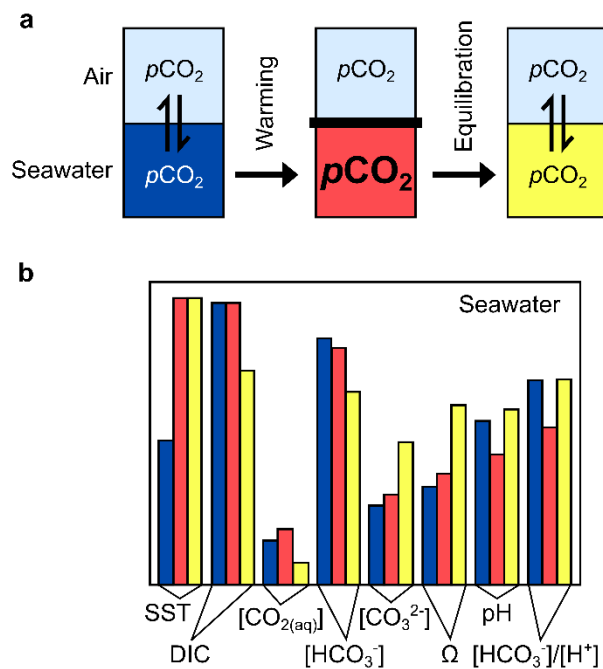 a
Air
Seawater
pCO₂
pCO₂
Warming
pCO₂
pCO₂
Equilibration
pCO₂
pCO₂
b
Seawater
SST
[CO₂₍ₐq₎]
[CO₃²⁻]
pH
DIC
[HCO₃⁻]
Ω
[HCO₃⁻]/[H⁺]